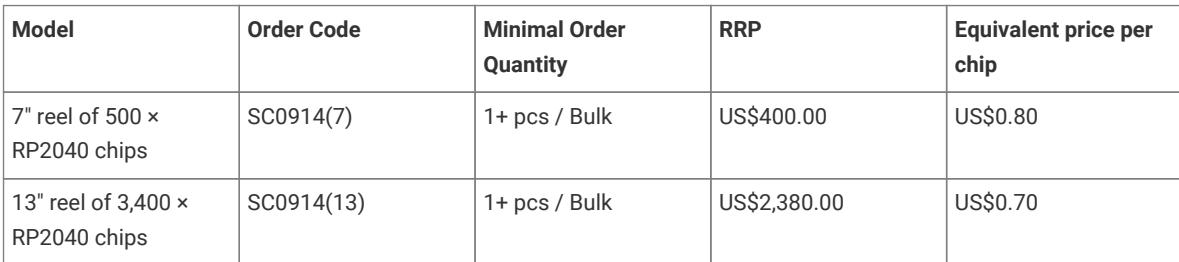 Model Order Code Minimal Order RRP Equivalent price per
Quantity chip
7" reel of 500 × SC0914(7) 1+ pcs / Bulk US$400.00 US$0.80
RP2040 chips
13" reel of 3,400 × SC0914(13) 1+ pcs / Bulk US$2,380.00 US$0.70
RP2040 chips